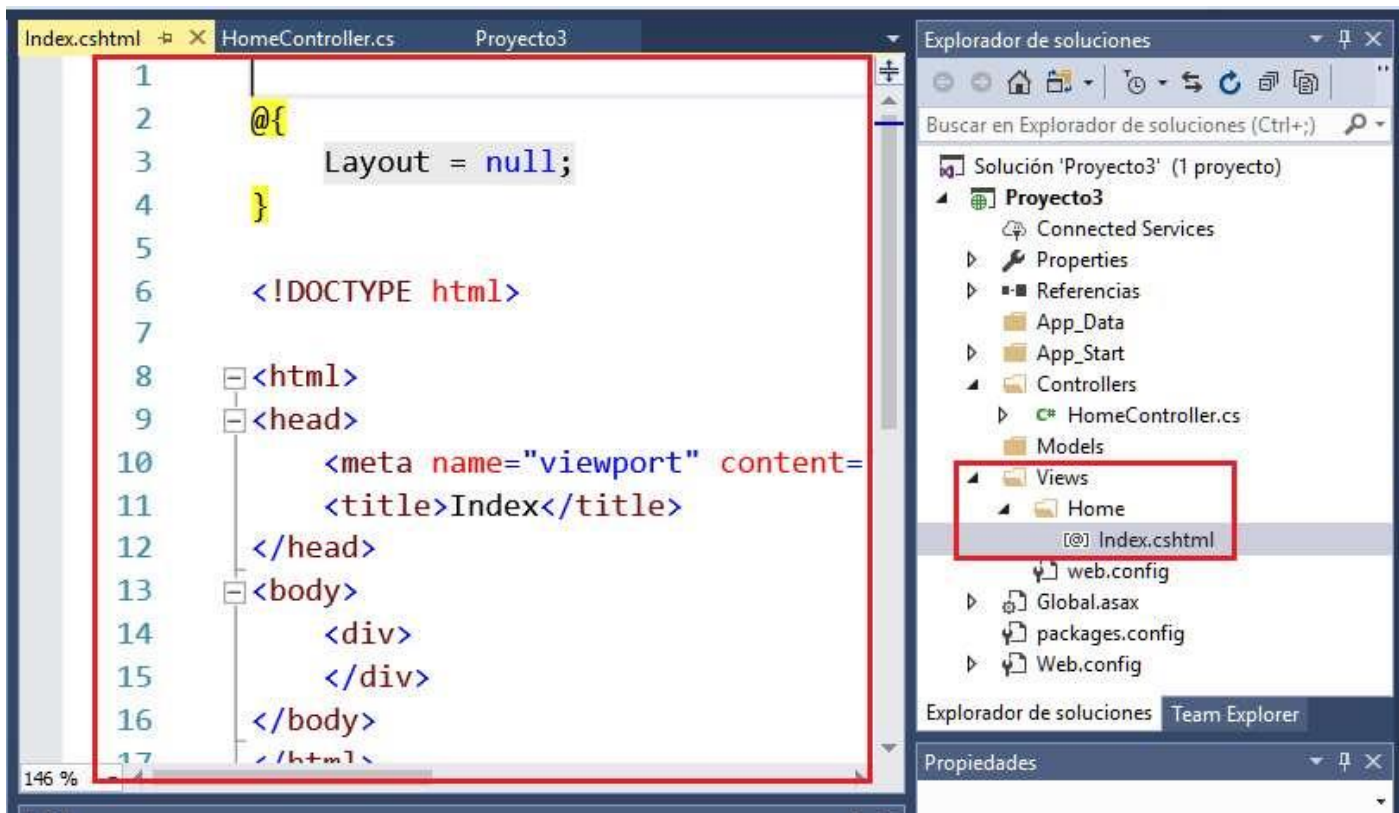 Index.cshtml HomeController.cs Proyecto3
1
2 @{
3 Layout = null;
4 }
5
6 <!DOCTYPE html>
7
8 <html>
9 <head>
10 <meta name="viewport" content=
11 <title>Index</title>
12 </head>
13 <body>
14 <div>
15 </div>
16 </body>
17 </html>
146 %
Explorador de soluciones
Buscar en Explorador de soluciones (Ctrl+;)
Solución 'Proyecto3' (1 proyecto)
Proyecto3
Connected Services
Properties
Referencias
App_Data
App_Start
Controllers
C# HomeController.cs
Models
Views
Home
[@] Index.cshtml
web.config
Global.asax
packages.config
Web.config
Explorador de soluciones Team Explorer
Propiedades